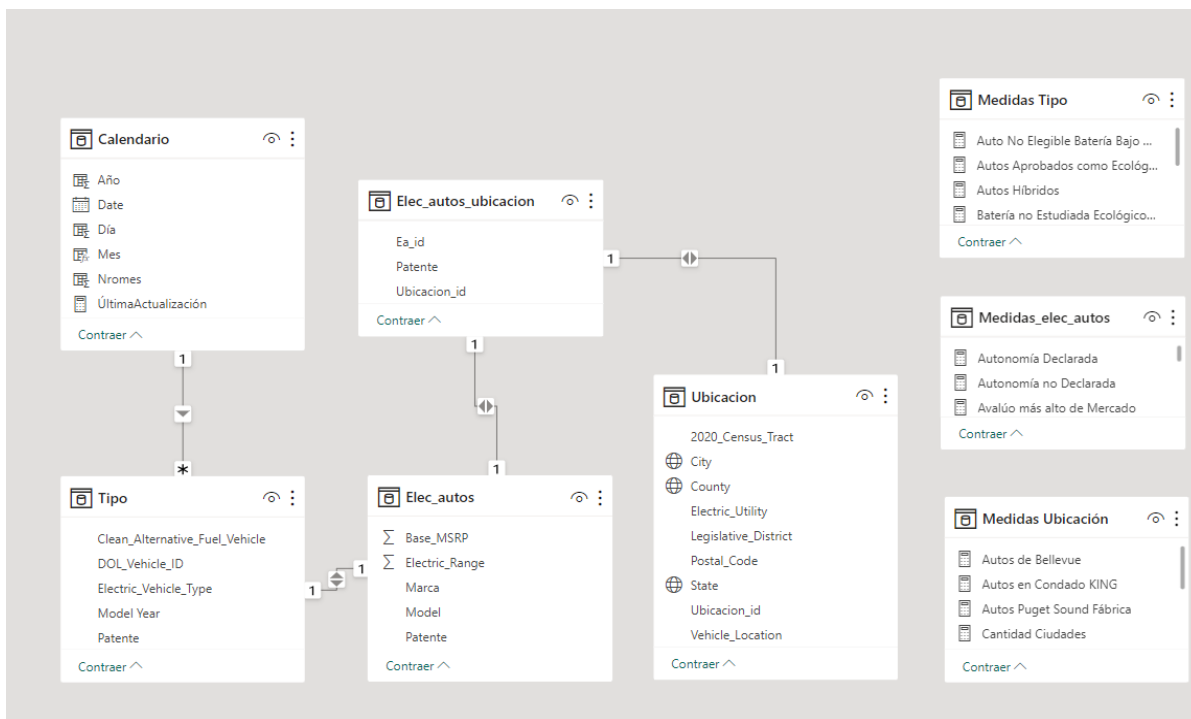 Calendario
Año
Date
Día
Mes
Nromes
ÚltimaActualización
Contraer
1
*
Tipo
Clean_Alternative_Fuel_Vehicle
DOL_Vehicle_ID
Electric_Vehicle_Type
Model Year
Patente
Contraer
1
1
Elec_autos_ubicacion
Ea_id
Patente
Ubicacion_id
Contraer
1
1
1
1
Elec_autos
Base_MSRP
Electric_Range
Marca
Model
Patente
Contraer
Ubicacion
2020_Census_Tract
City
County
Electric_Utility
Legislative_District
Postal_Code
State
Ubicacion_id
Vehicle_Location
Contraer
Medidas Tipo
Auto No Elegible Batería Bajo ...
Autos Aprobados como Ecológ...
Autos Híbridos
Batería no Estudiada Ecológico...
Contraer
Medidas_elec_autos
Autonomía Declarada
Autonomía no Declarada
Avalúo más alto de Mercado
Contraer
Medidas Ubicación
Autos de Bellevue
Autos en Condado KING
Autos Puget Sound Fábrica
Cantidad Ciudades
Contraer